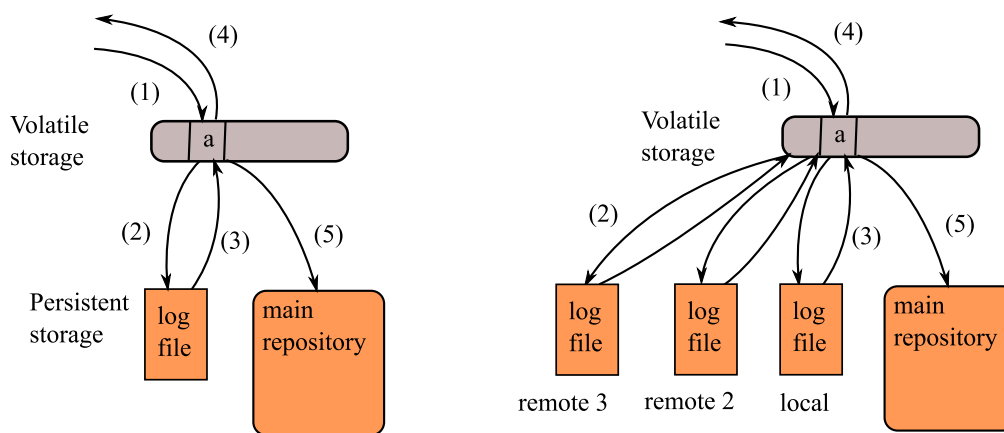 (4)
(1)
Volatile
storage
a
(2)
(3)
(5)
Persistent
storage
log
file
main
repository
(4)
(1)
Volatile
storage
a
(2)
(3)
(5)
log
file
log
file
log
file
main
repository
remote 3
remote 2
local